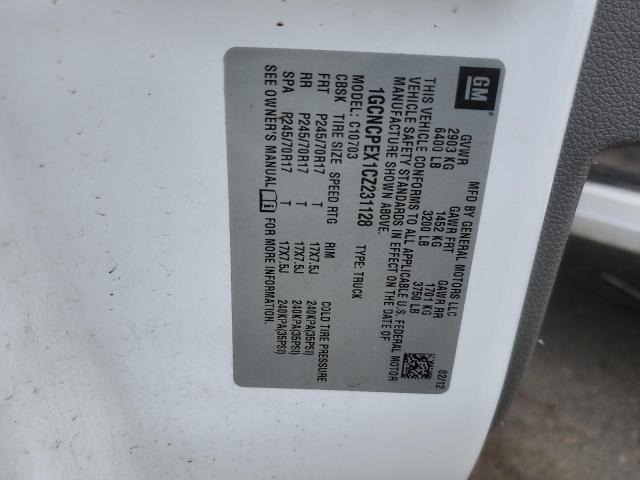 GM
MFD BY GENERAL MOTORS LLC
02/12
GVWR GAWR FRT GAWR RR
2903 KG 1452 KG 1701 KG
6400 LB 3200 LB 3750 LB
THIS VEHICLE CONFORMS TO ALL APPLICABLE U.S. FEDERAL MOTOR
VEHICLE SAFETY STANDARDS IN EFFECT ON THE DATE OF
MANUFACTURE SHOWN ABOVE.
1GCNCPEX1CZ231128 TYPE: TRUCK
C10703
CBSK TIRE SIZE SPEED RTG RIM COLD TIRE PRESSURE
FRT P245/70R17 T 17X7.5J 240KPA(35PSI)
RR P245/70R17 T 17X7.5J 240KPA(35PSI)
SPA P245/70R17 T 17X7.5J 240KPA(35PSI)
SEE OWNER'S MANUAL FOR MORE INFORMATION.